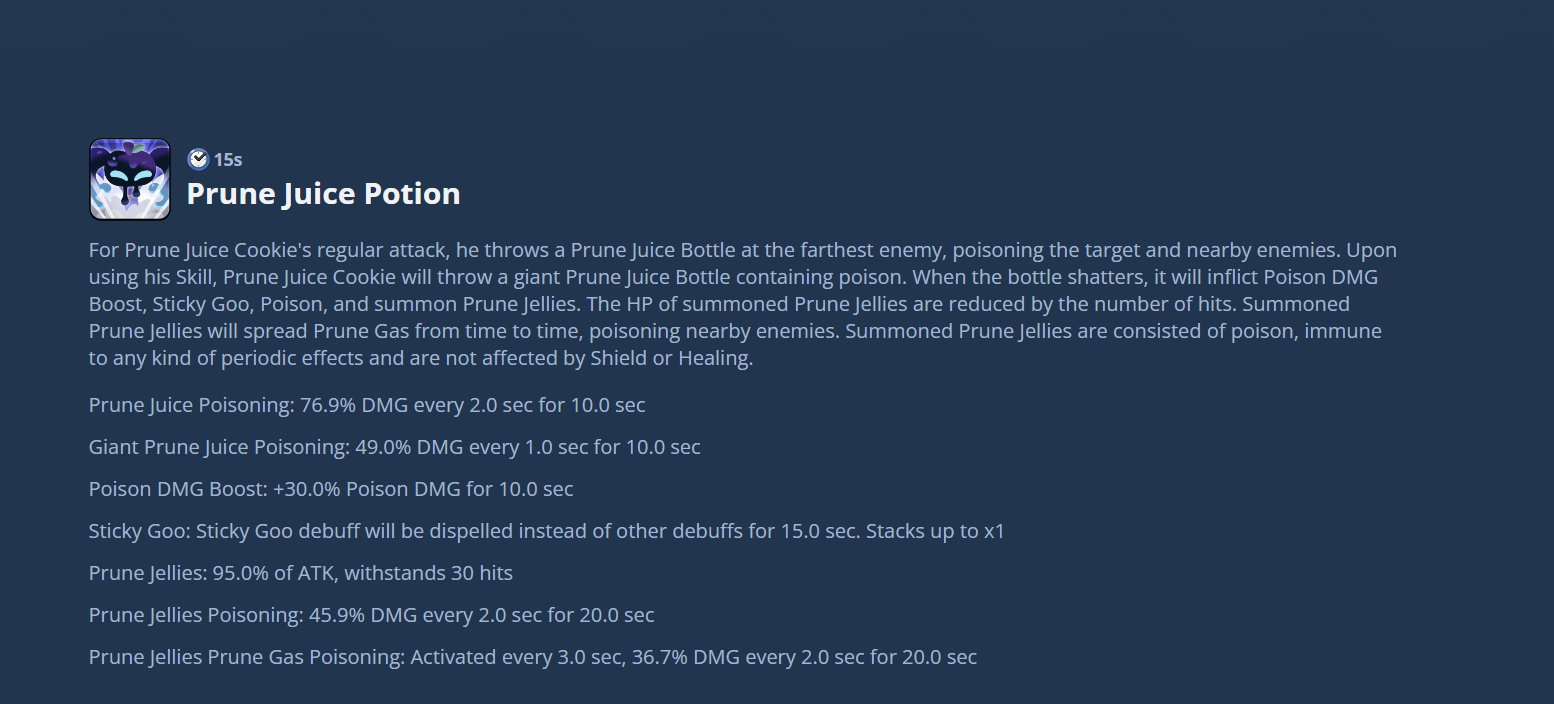 15s
Prune Juice Potion
For Prune Juice Cookie's regular attack, he throws a Prune Juice Bottle at the farthest enemy, poisoning the target and nearby enemies. Upon
using his Skill, Prune Juice Cookie will throw a giant Prune Juice Bottle containing poison. When the bottle shatters, it will inflict Poison DMG
Boost, Sticky Goo, Poison, and summon Prune Jellies. The HP of summoned Prune Jellies are reduced by the number of hits. Summoned
Prune Jellies will spread Prune Gas from time to time, poisoning nearby enemies. Summoned Prune Jellies are consisted of poison, immune
to any kind of periodic effects and are not affected by Shield or Healing.
Prune Juice Poisoning: 76.9% DMG every 2.0 sec for 10.0 sec
Giant Prune Juice Poisoning: 49.0% DMG every 1.0 sec for 10.0 sec
Poison DMG Boost: +30.0% Poison DMG for 10.0 sec
Sticky Goo: Sticky Goo debuff will be dispelled instead of other debuffs for 15.0 sec. Stacks up to x1
Prune Jellies: 95.0% of ATK, withstands 30 hits
Prune Jellies Poisoning: 45.9% DMG every 2.0 sec for 20.0 sec
Prune Jellies Prune Gas Poisoning: Activated every 3.0 sec, 36.7% DMG every 2.0 sec for 20.0 sec